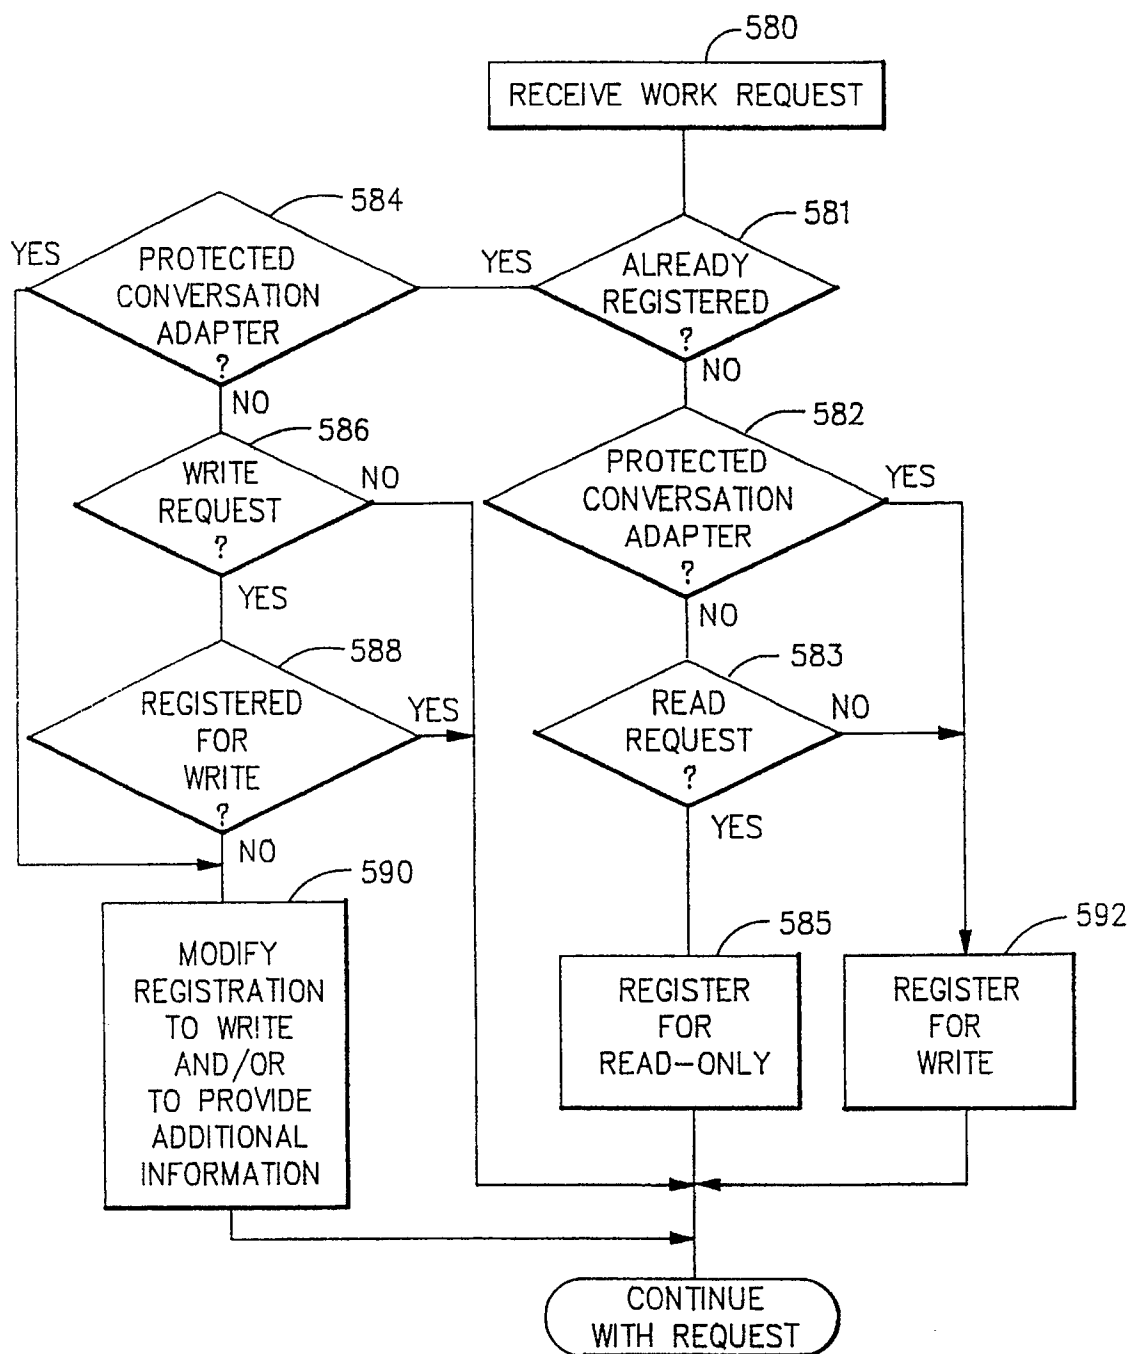 580
RECEIVE WORK REQUEST
584
581
YES
PROTECTED
CONVERSATION
ADAPTER
?
YES
ALREADY
REGISTERED
?
NO
NO
586
582
WRITE
REQUEST
?
NO
PROTECTED
CONVERSATION
ADAPTER
?
YES
YES
NO
588
583
REGISTERED
FOR
WRITE
?
YES
READ
REQUEST
?
NO
NO
YES
590
585
592
MODIFY
REGISTRATION
TO WRITE
AND/OR
TO PROVIDE
ADDITIONAL
INFORMATION
REGISTER
FOR
READ-ONLY
REGISTER
FOR
WRITE
CONTINUE
WITH REQUEST